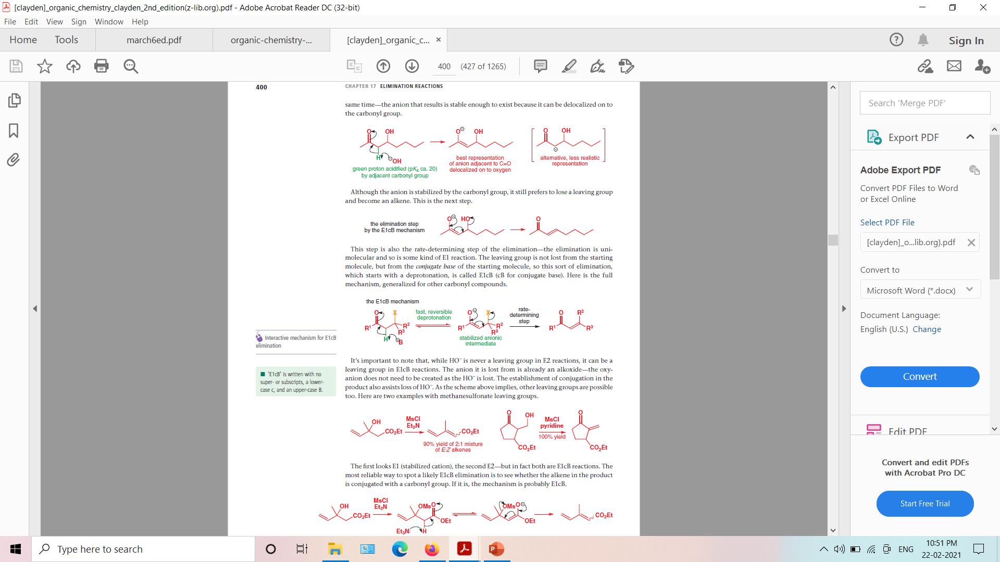 [clayden]_organic_chemistry_clayden_2nd_edition(z-lib.org).pdf - Adobe Acrobat Reader DC (32-bit)
File Edit View Sign Window Help
Home Tools march6ed.pdf organic-chemistry-... [clayden]_organic_c... × Sign In
400 (427 of 1265)
400 CHAPTER 17 ELIMINATION REACTIONS
same time—the anion that results is stable enough to exist because it can be delocalized on to
the carbonyl group.
O OH O⊖ OH O OH
H ⊖OH ⊖
green proton acidified (pKa ca. 20)
by adjacent carbonyl group
best representation
of anion adjacent to C=O
delocalized on to oxygen
alternative, less realistic
representation
Although the anion is stabilized by the carbonyl group, it still prefers to lose a leaving group
and become an alkene. This is the next step.
the elimination step
by the E1cB mechanism
O⊖ HO O
This step is also the rate-determining step of the elimination—the elimination is uni-
molecular and so is some kind of E1 reaction. The leaving group is not lost from the starting
molecule, but from the conjugate base of the starting molecule, so this sort of elimination,
which starts with a deprotonation, is called E1cB (cB for conjugate base). Here is the full
mechanism, generalized for other carbonyl compounds.
the E1cB mechanism
O X R1 R2 R3 H ⊖B
fast, reversible
deprotonation
O⊖ X R1 R2 R3
stabilized anionic
intermediate
rate-
determining
step
O R2 R1 R3
Interactive mechanism for E1cB
elimination
It's important to note that, while HO− is never a leaving group in E2 reactions, it can be a
leaving group in E1cB reactions. The anion it is lost from is already an alkoxide—the oxy-
anion does not need to be created as the HO− is lost. The establishment of conjugation in the
product also assists loss of HO−. As the scheme above implies, other leaving groups are possible
too. Here are two examples with methanesulfonate leaving groups.
■ 'E1cB' is written with no
super- or subscripts, a lower-
case c, and an upper-case B.
OH CO2Et
MsCl
Et3N
CO2Et
90% yield of 2:1 mixture
of E:Z alkenes
O OH CO2Et
MsCl
pyridine
100% yield
O CO2Et
The first looks E1 (stabilized cation), the second E2—but in fact both are E1cB reactions. The
most reliable way to spot a likely E1cB elimination is to see whether the alkene in the product
is conjugated with a carbonyl group. If it is, the mechanism is probably E1cB.
OH CO2Et
MsCl
Et3N
OMs O OEt
Et3N: H
OMs O⊖ OEt
CO2Et
Search 'Merge PDF'
Export PDF
Adobe Export PDF
Convert PDF Files to Word
or Excel Online
Select PDF File
[clayden]_o...lib.org).pdf
Convert to
Microsoft Word (*.docx)
Document Language:
English (U.S.) Change
Convert
Edit PDF
Convert and edit PDFs
with Acrobat Pro DC
Start Free Trial
Type here to search
ENG
10:51 PM
22-02-2021